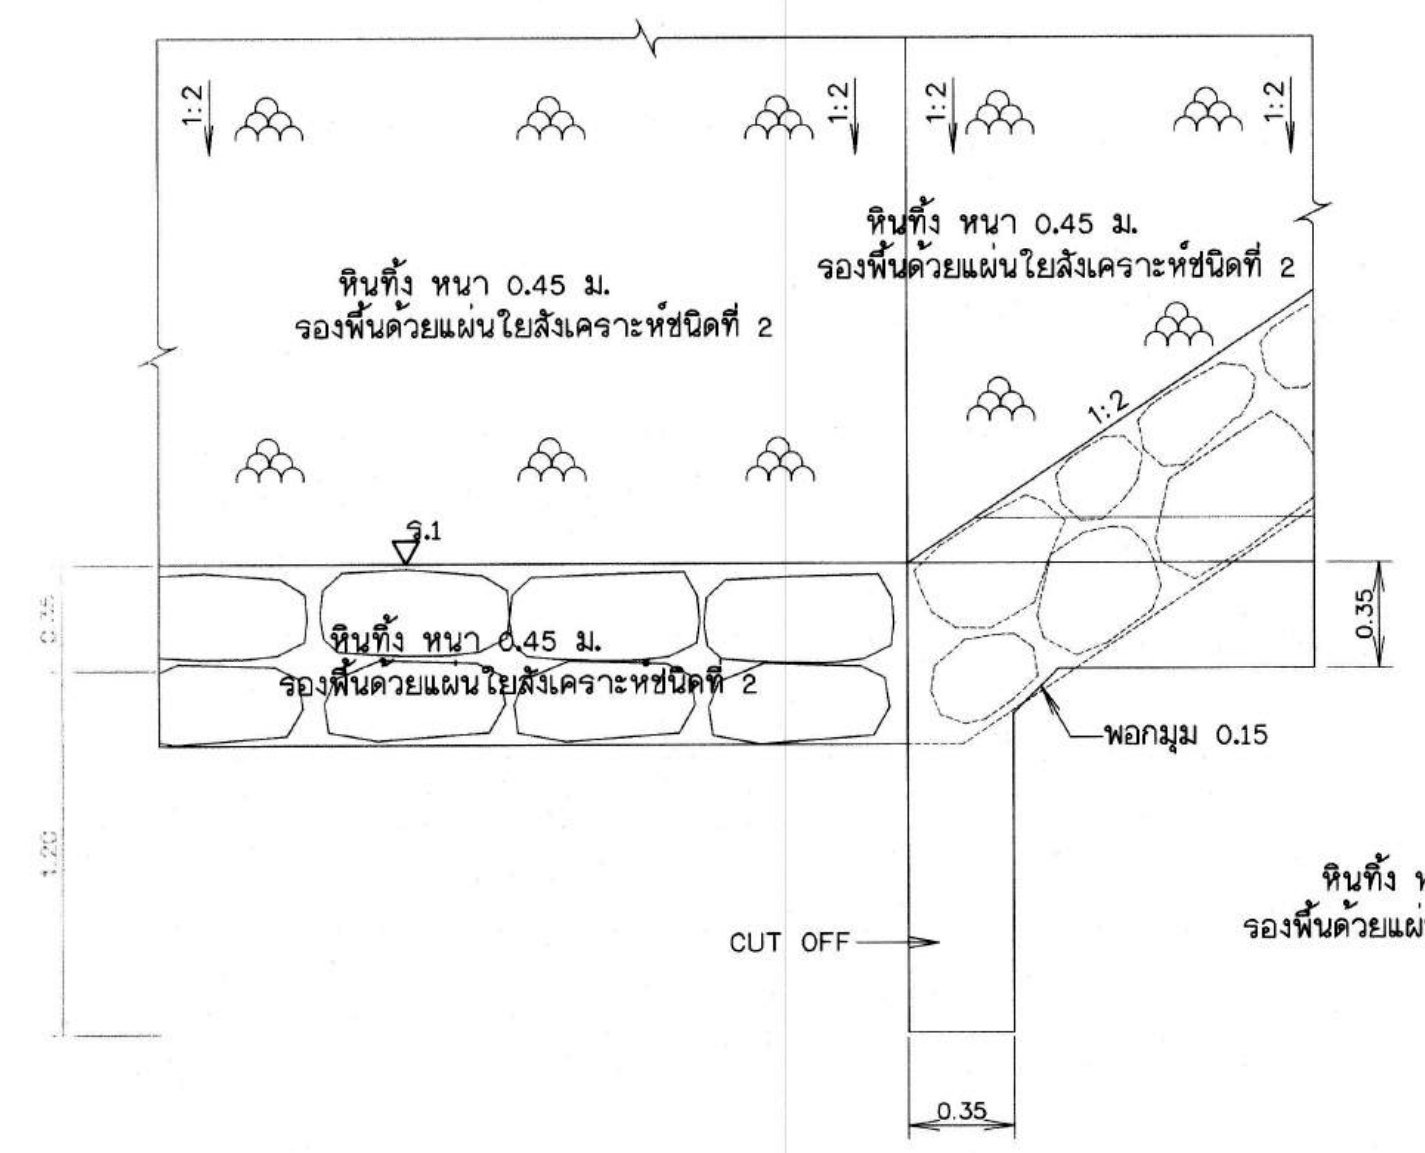 1:2
1:2
1:2
1:2
หินทิ้ง หนา 0.45 ม.
รองพื้นด้วยแผ่นใยสังเคราะห์ชนิดที่ 2
หินทิ้ง หนา 0.45 ม.
รองพื้นด้วยแผ่นใยสังเคราะห์ชนิดที่ 2
1:2
ร.1
0.35
0.35
หินทิ้ง หนา 0.45 ม.
รองพื้นด้วยแผ่นใยสังเคราะห์ชนิดที่ 2
พอกมุม 0.15
1.20
หินทิ้ง
รองพื้นด้วยแผ่
CUT OFF
0.35